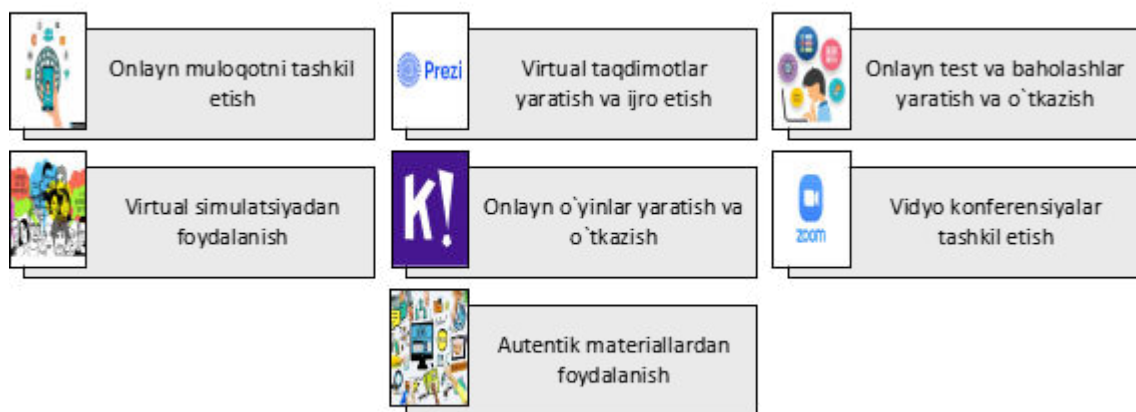 Onlayn muloqotni tashkil
etish
Prezi
Virtual taqdimotlar
yaratish va ijro etish
Onlayn test va baholashlar
yaratish va o`tkazish
Virtual simulatsiyadan
foydalanish
K!
Onlayn o`yinlar yaratish va
o`tkazish
zoom
Vidyo konferensiyalar
tashkil etish
Autentik materiallardan
foydalanish